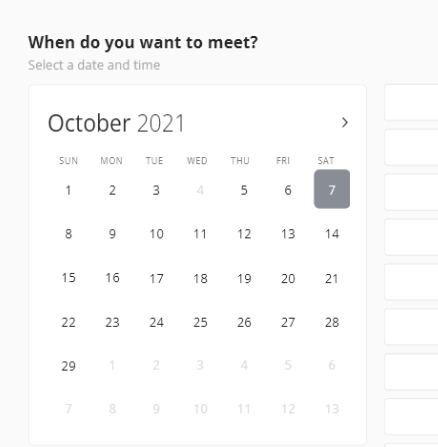 When do you want to meet?
Select a date and time
October 2021 >
SUN MON TUE WED THU FRI SAT
1 2 3 4 5 6 7
8 9 10 11 12 13 14
15 16 17 18 19 20 21
22 23 24 25 26 27 28
29 1 2 3 4 5 6
7 8 9 10 11 12 13